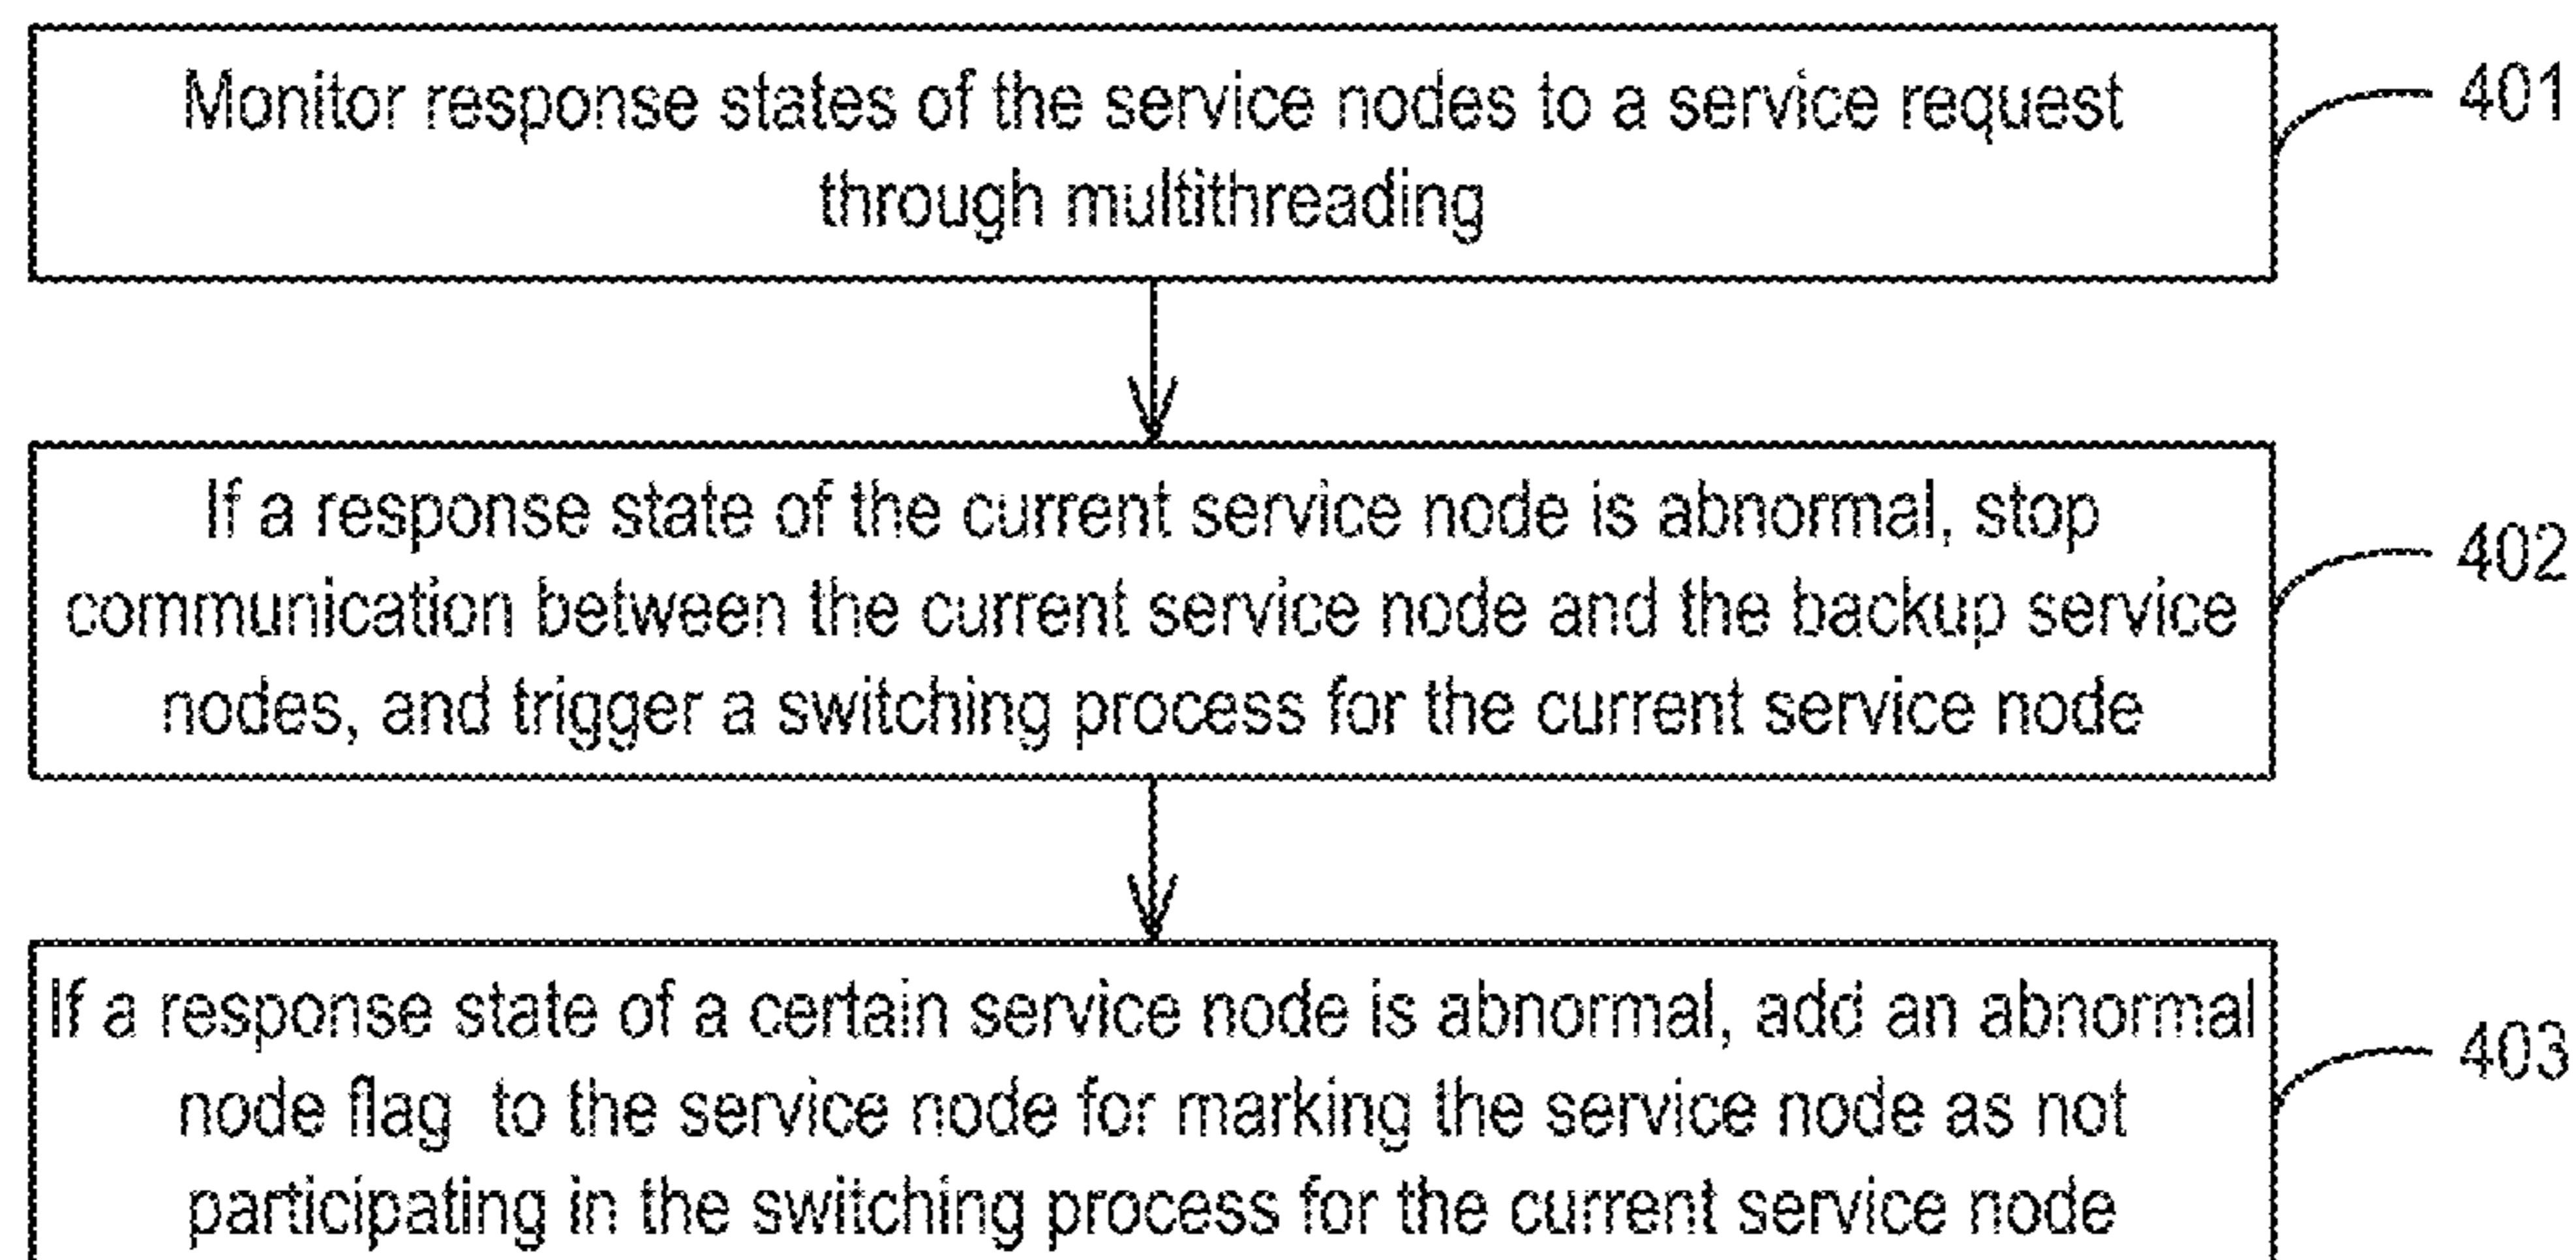 Monitor response states of the service nodes to a service request
through multithreading
401
If a response state of the current service node is abnormal, stop
communication between the current service node and the backup service
nodes, and trigger a switching process for the current service node
402
If a response state of a certain service node is abnormal, add an abnormal
node flag to the service node for marking the service node as not
participating in the switching process for the current service node
403